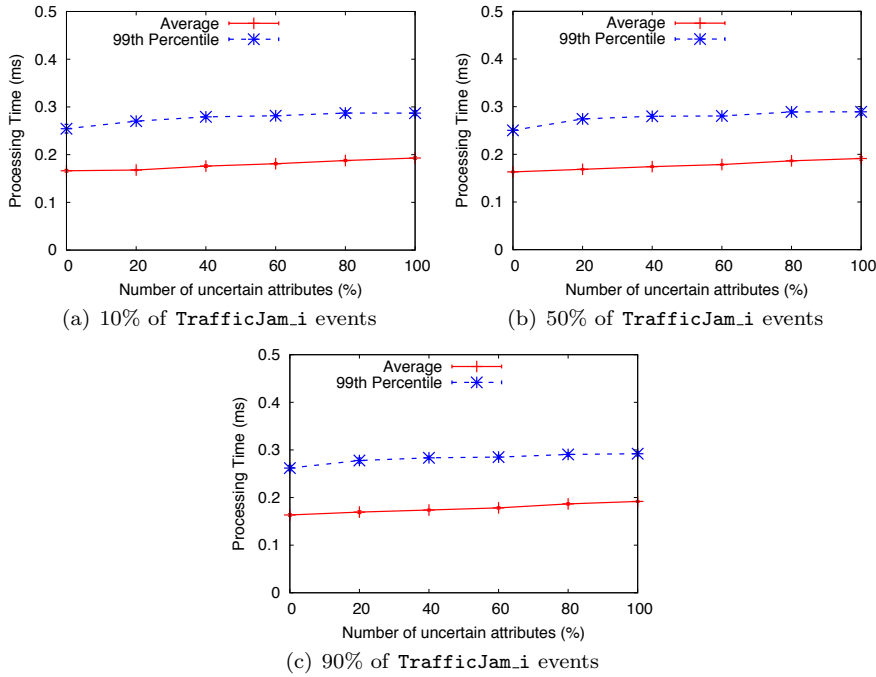 0.5
Average
99th Percentile
0.4
0.3
0.2
0.1
0
Processing Time (ms)
0 20 40 60 80 100
Number of uncertain attributes (%)
(a) 10% of TrafficJam_i events
0.5
Average
99th Percentile
0.4
0.3
0.2
0.1
0
Processing Time (ms)
0 20 40 60 80 100
Number of uncertain attributes (%)
(b) 50% of TrafficJam_i events
0.5
Average
99th Percentile
0.4
0.3
0.2
0.1
0
Processing Time (ms)
0 20 40 60 80 100
Number of uncertain attributes (%)
(c) 90% of TrafficJam_i events